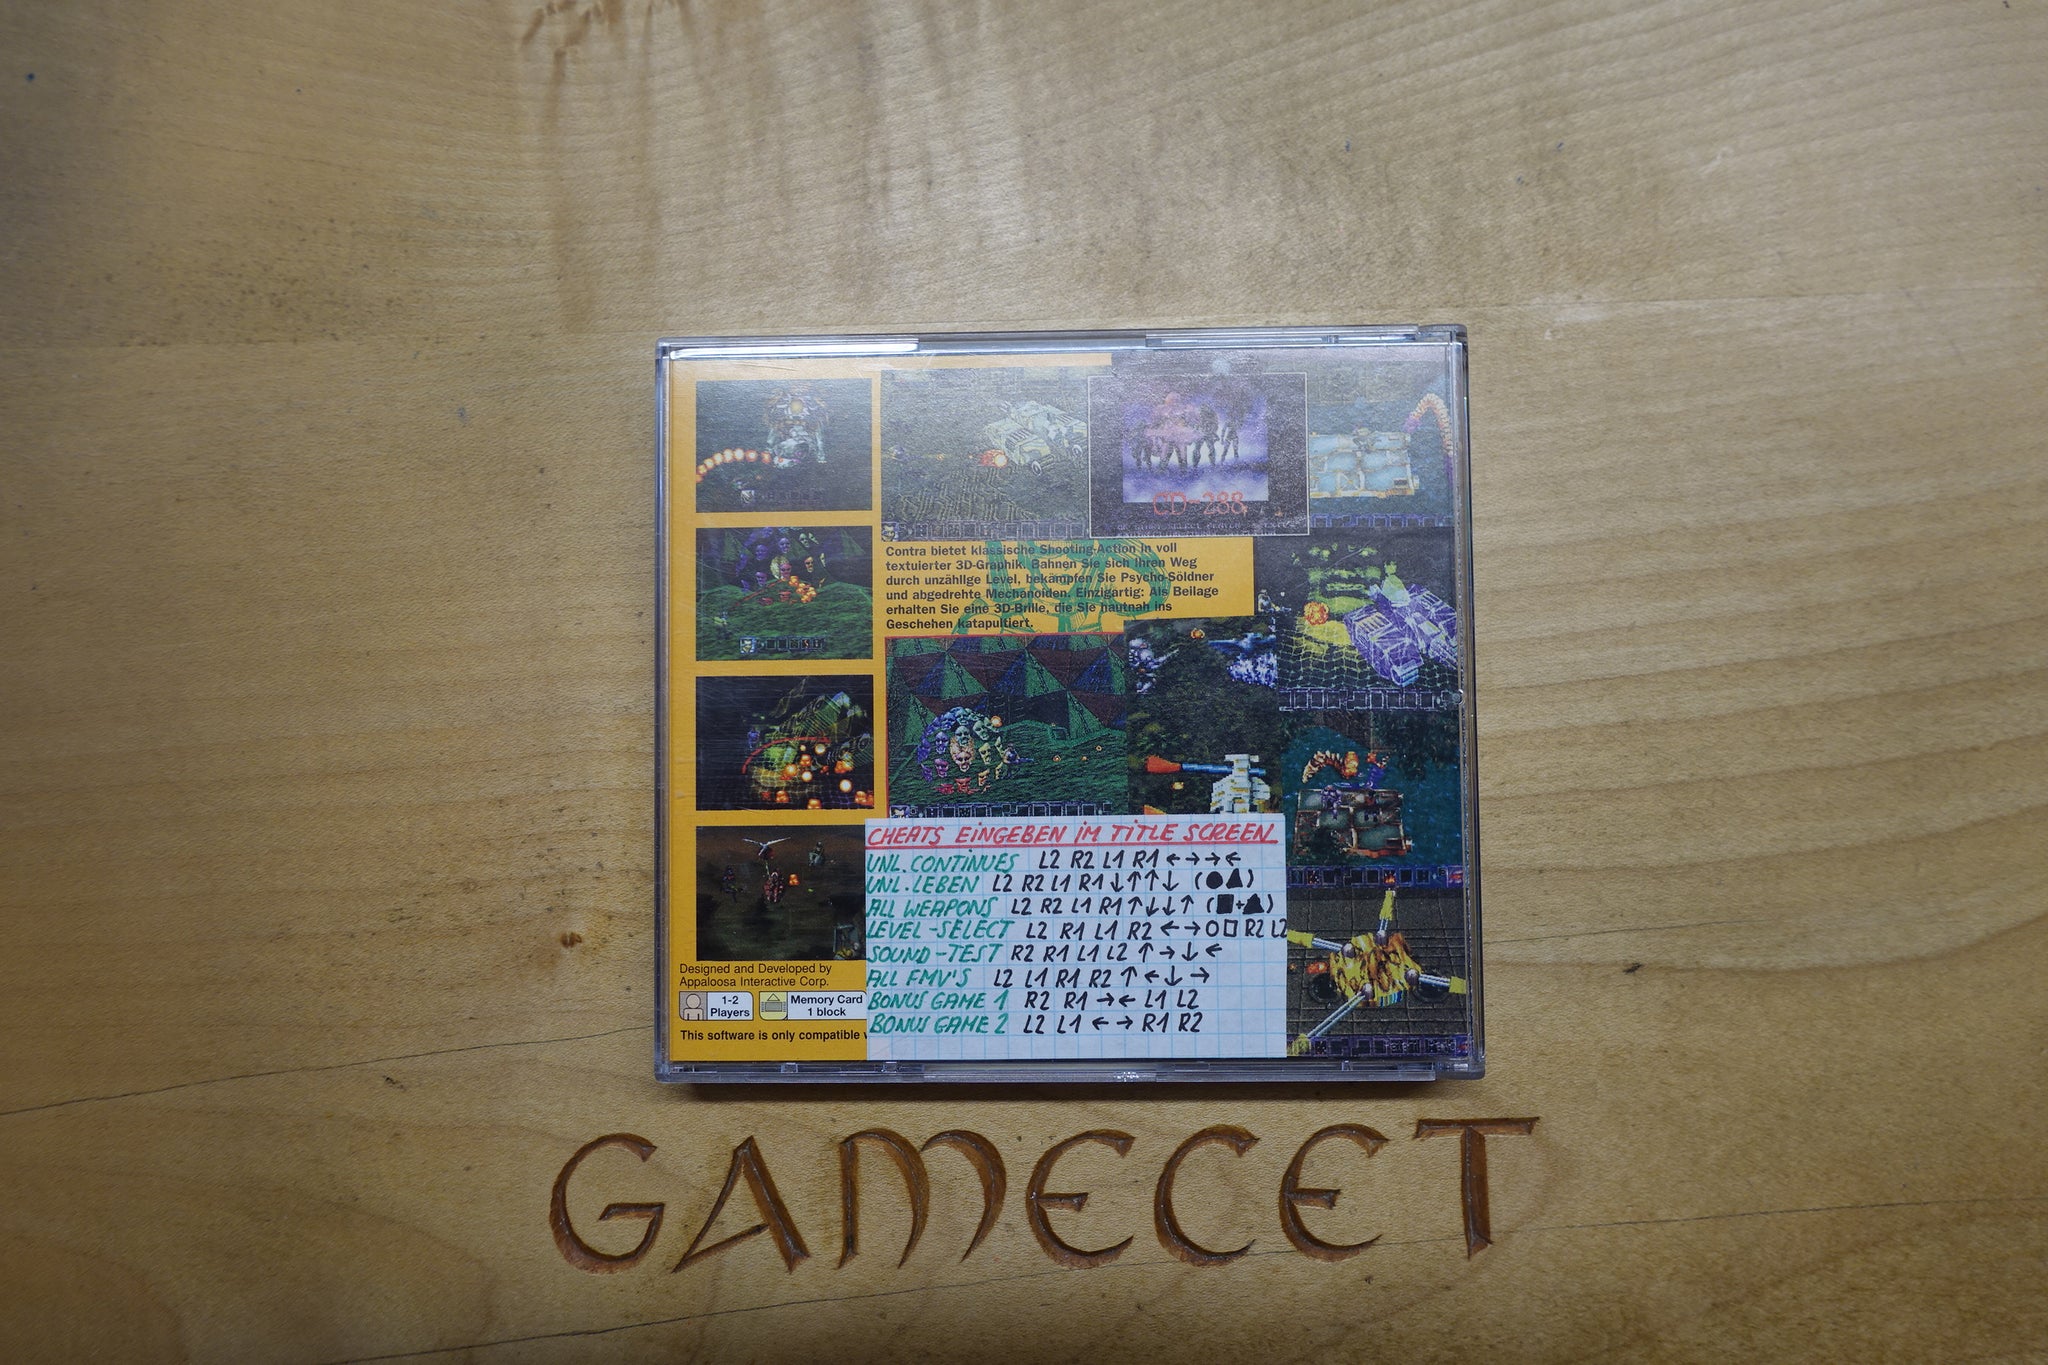 CD-288
Contra bietet klassische Shooting-Action in voll
textuierter 3D-Graphik. Bahnen Sie sich Ihren Weg
durch unzählige Level, bekämpfen Sie Psycho-Söldner
und abgedrehte Mechanoiden. Einzigartig: Als Beilage
erhalten Sie eine 3D-Brille, die Sie hautnah ins
Geschehen katapultiert.
CHEATS EINGEBEN IM TITLE SCREEN
UNL. CONTINUES L2 R2 L1 R1 ← → → ←
UNL. LEBEN L2 R2 L1 R1 ↓ ↑ ↑ ↓ (●▲)
ALL WEAPONS L2 R2 L1 R1 ↑ ↓ ↓ ↑ (■+▲)
LEVEL-SELECT L2 R1 L1 R2 ← → ○ □ R2 L2
SOUND-TEST R2 R1 L1 L2 ↑ → ↓ ←
ALL FMV'S L2 L1 R1 R2 ↑ ← ↓ →
BONUS GAME 1 R2 R1 → ← L1 L2
BONUS GAME 2 L2 L1 ← → R1 R2
Designed and Developed by
Appaloosa Interactive Corp.
1-2
Players
Memory Card
1 block
This software is only compatible
GAMECET